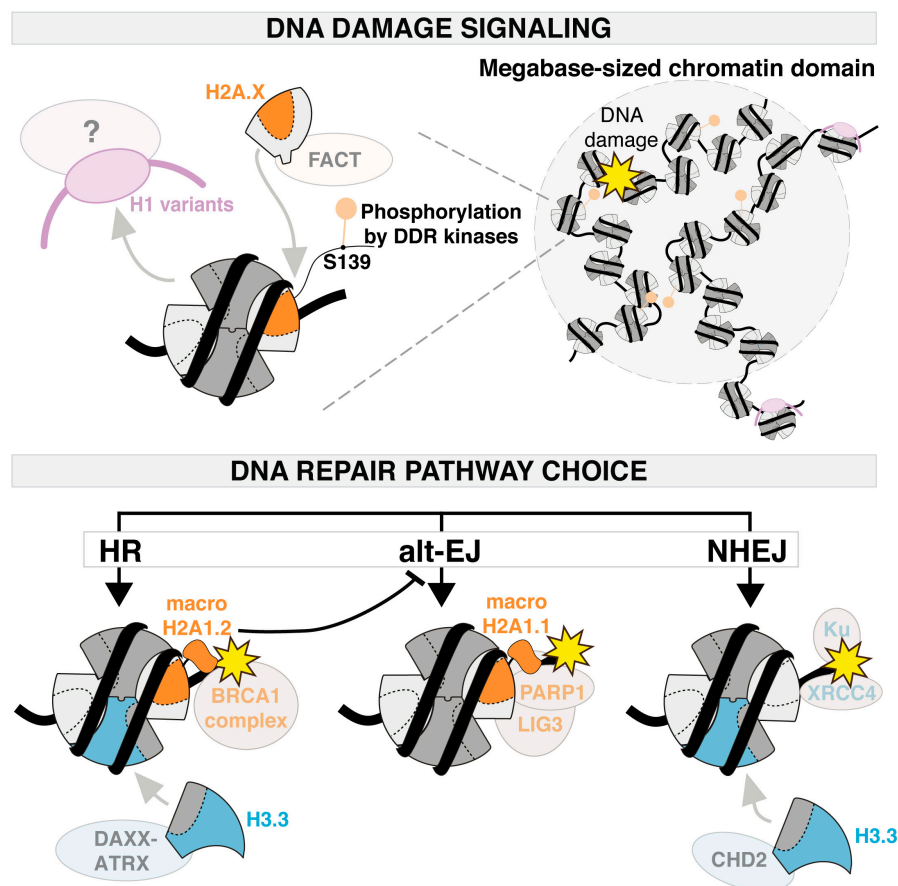 DNA DAMAGE SIGNALING
Megabase-sized chromatin domain
H2A.X
?
FACT
H1 variants
Phosphorylation
by DDR kinases
S139
DNA
damage
DNA REPAIR PATHWAY CHOICE
HR
alt-EJ
NHEJ
macro
H2A1.2
BRCA1
complex
macro
H2A1.1
PARP1
LIG3
Ku
XRCC4
H3.3
DAXX-
ATRX
H3.3
CHD2